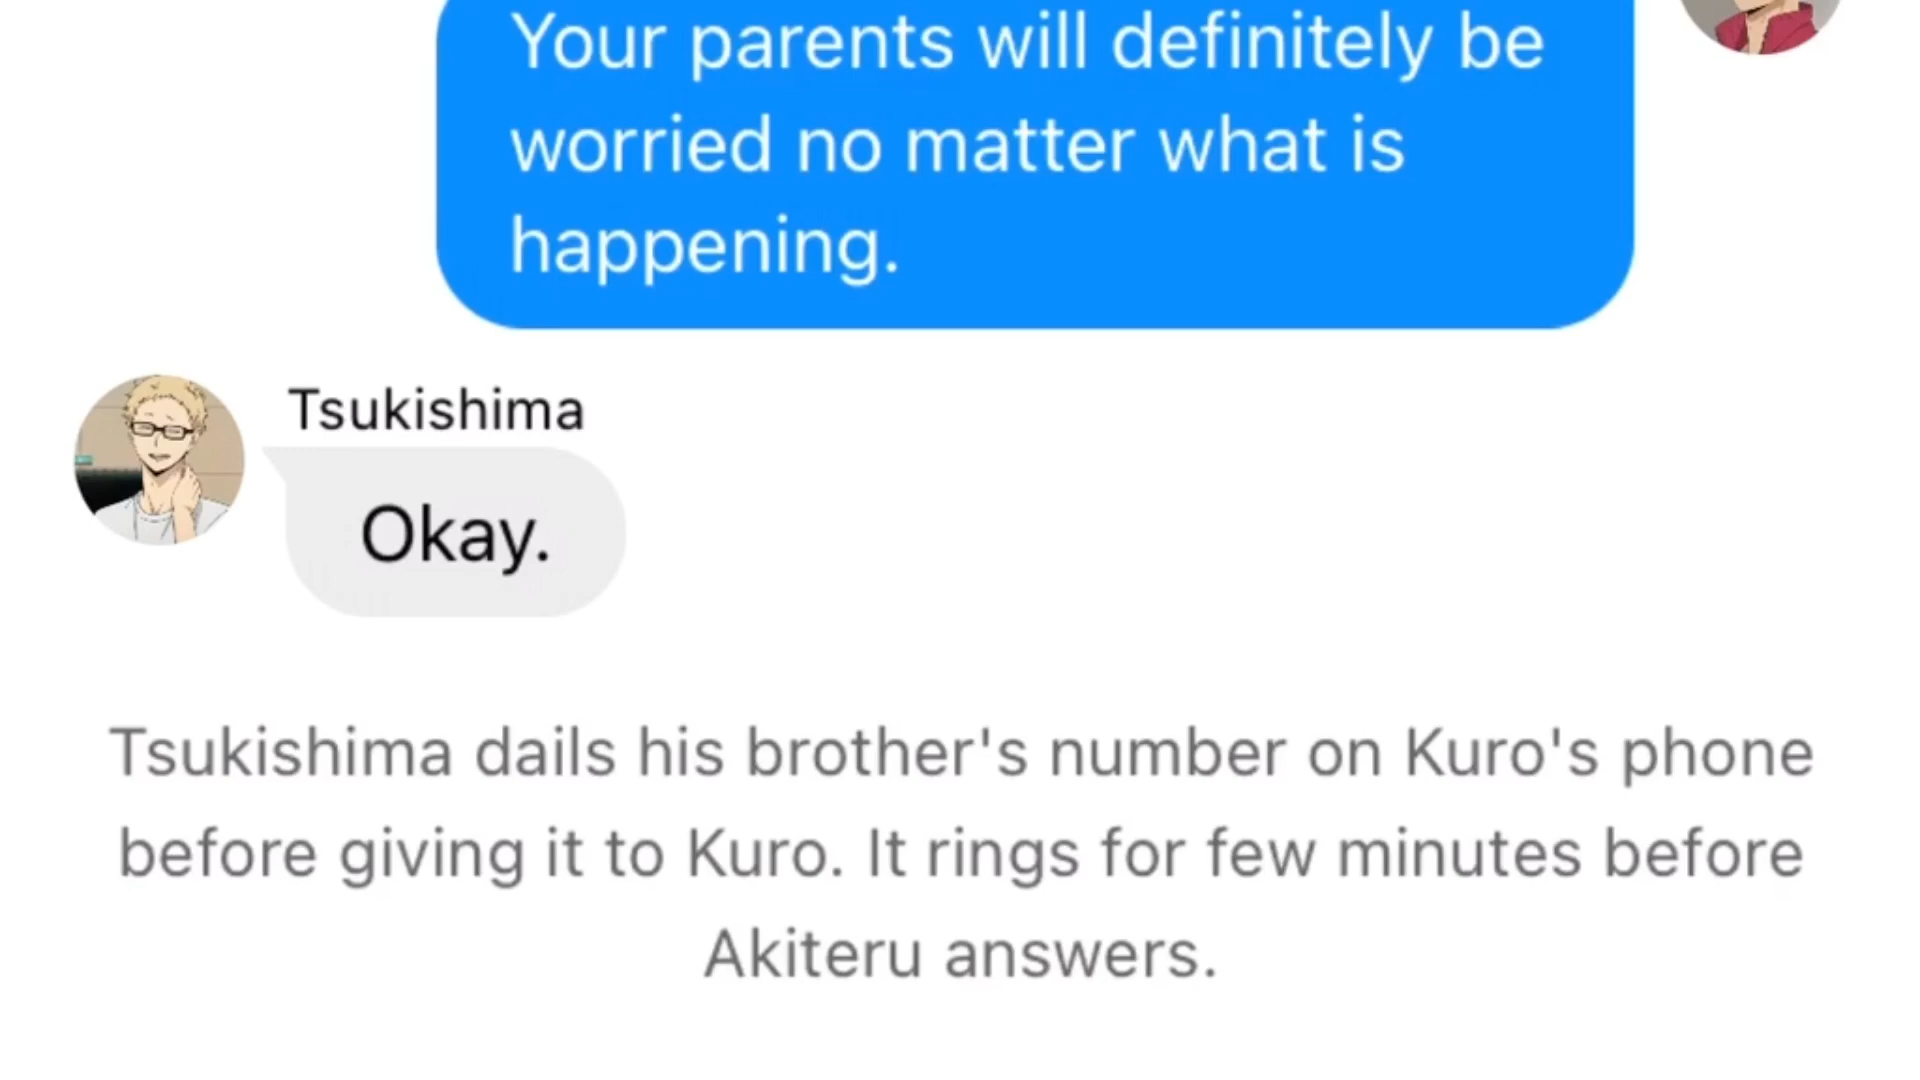 Your parents will definitely be
worried no matter what is
happening.
Tsukishima
Okay.
Tsukishima dails his brother's number on Kuro's phone
before giving it to Kuro. It rings for few minutes before
Akiteru answers.